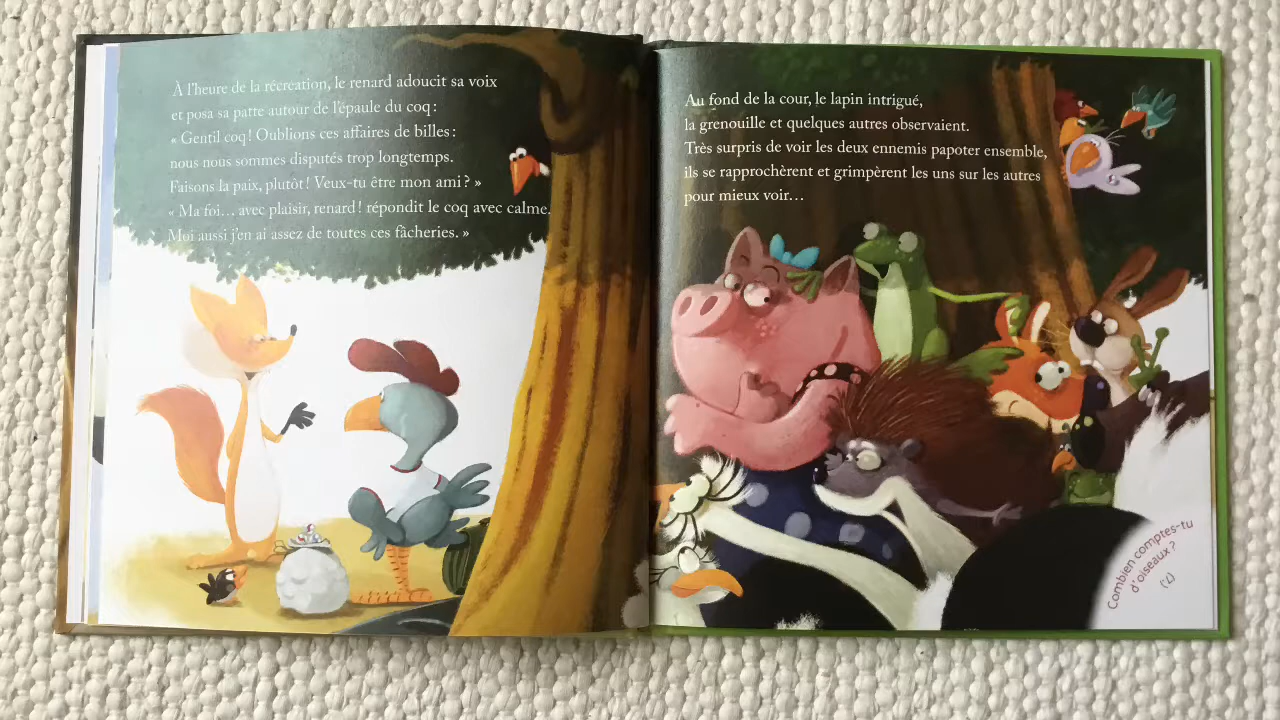 À l'heure de la récréation, le renard adoucit sa voix
et posa sa patte autour de l'épaule du coq :
« Gentil coq ! Oublions ces affaires de billes :
nous nous sommes disputés trop longtemps.
Faisons la paix, plutôt ! Veux-tu être mon ami ? »
« Ma foi… avec plaisir, renard ! répondit le coq avec calme.
Moi aussi j'en ai assez de toutes ces fâcheries. »
Au fond de la cour, le lapin intrigué,
la grenouille et quelques autres observaient.
Très surpris de voir les deux ennemis papoter ensemble,
ils se rapprochèrent et grimpèrent les uns sur les autres
pour mieux voir…
Combien comptes-tu
d'oiseaux ?